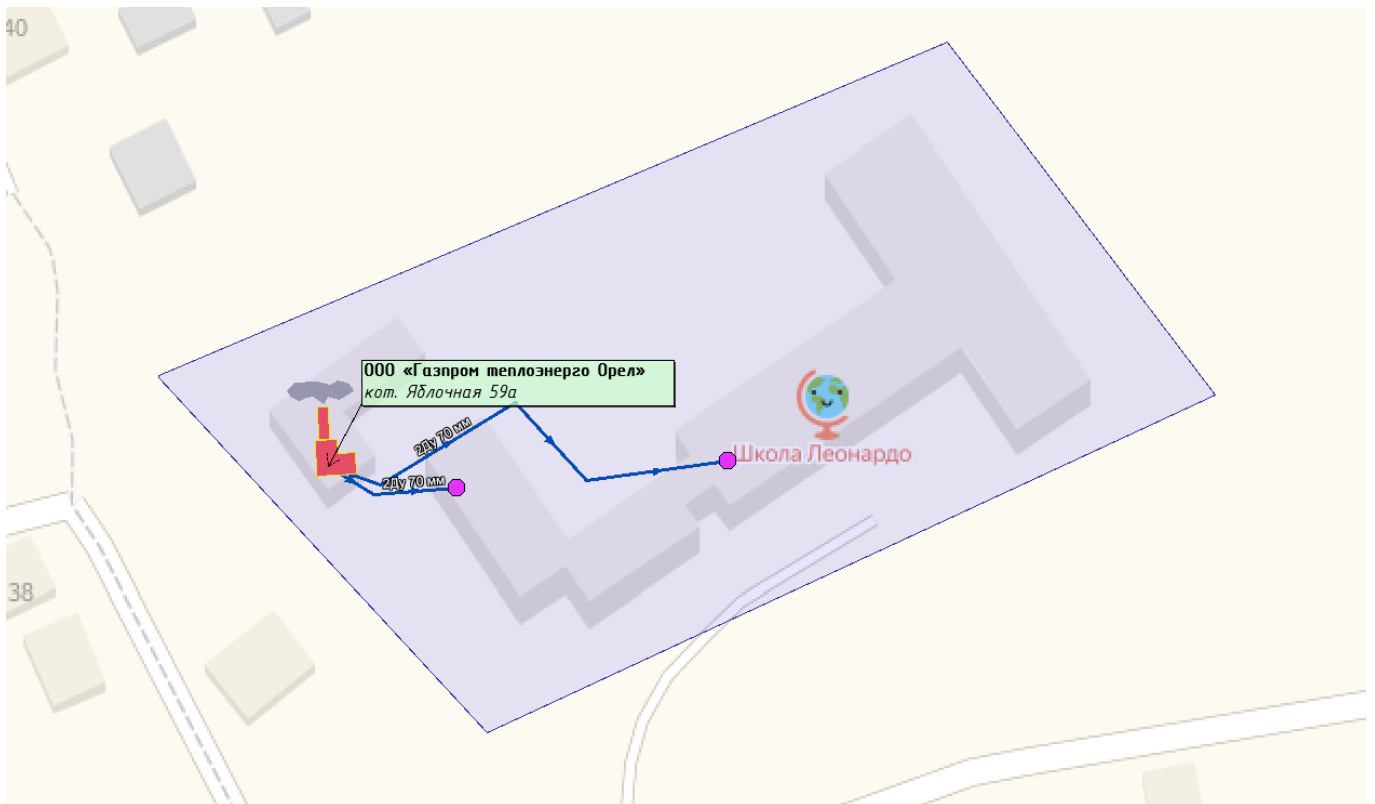 40
ООО «Газпром теплоэнерго Орел»
кот. Яблочная 59а
2Ду 70 мм
Школа Леонардо
2Ду 70 мм
38